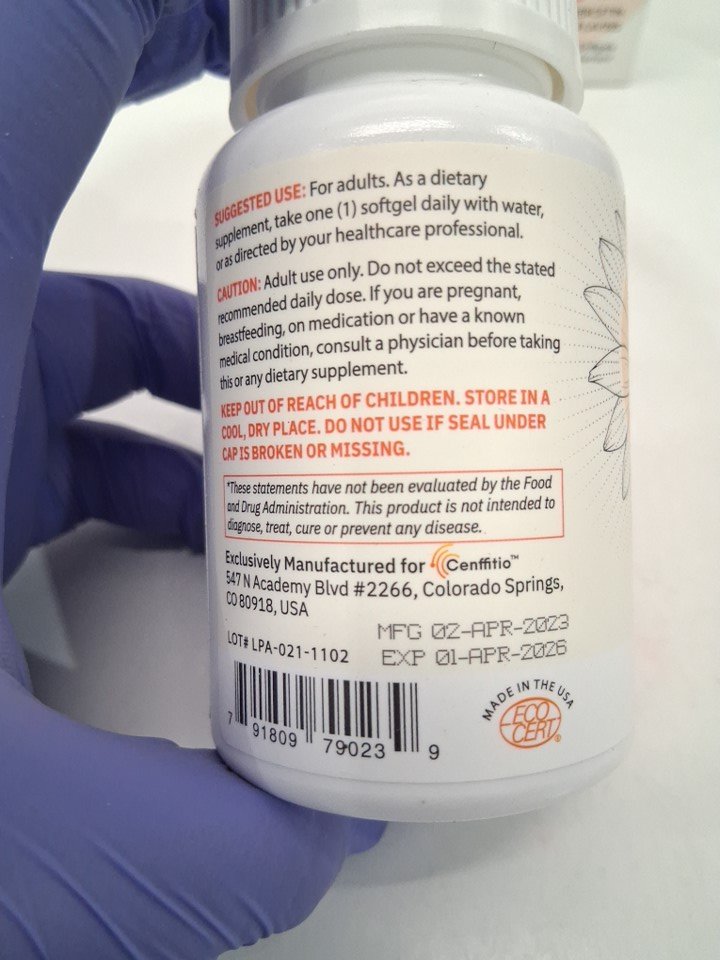 SUGGESTED USE: For adults. As a dietary
supplement, take one (1) softgel daily with water,
or as directed by your healthcare professional.
CAUTION: Adult use only. Do not exceed the stated
recommended daily dose. If you are pregnant,
breastfeeding, on medication or have a known
medical condition, consult a physician before taking
this or any dietary supplement.
KEEP OUT OF REACH OF CHILDREN. STORE IN A
COOL, DRY PLACE. DO NOT USE IF SEAL UNDER
CAP IS BROKEN OR MISSING.
*These statements have not been evaluated by the Food
and Drug Administration. This product is not intended to
diagnose, treat, cure or prevent any disease.
Exclusively Manufactured for Cenffitio™
547 N Academy Blvd #2266, Colorado Springs,
CO 80918, USA
MFG 02-APR-2023
LOT# LPA-021-1102 EXP 01-APR-2026
7 91809 79023 9
MADE IN THE USA
ECO
CERT®